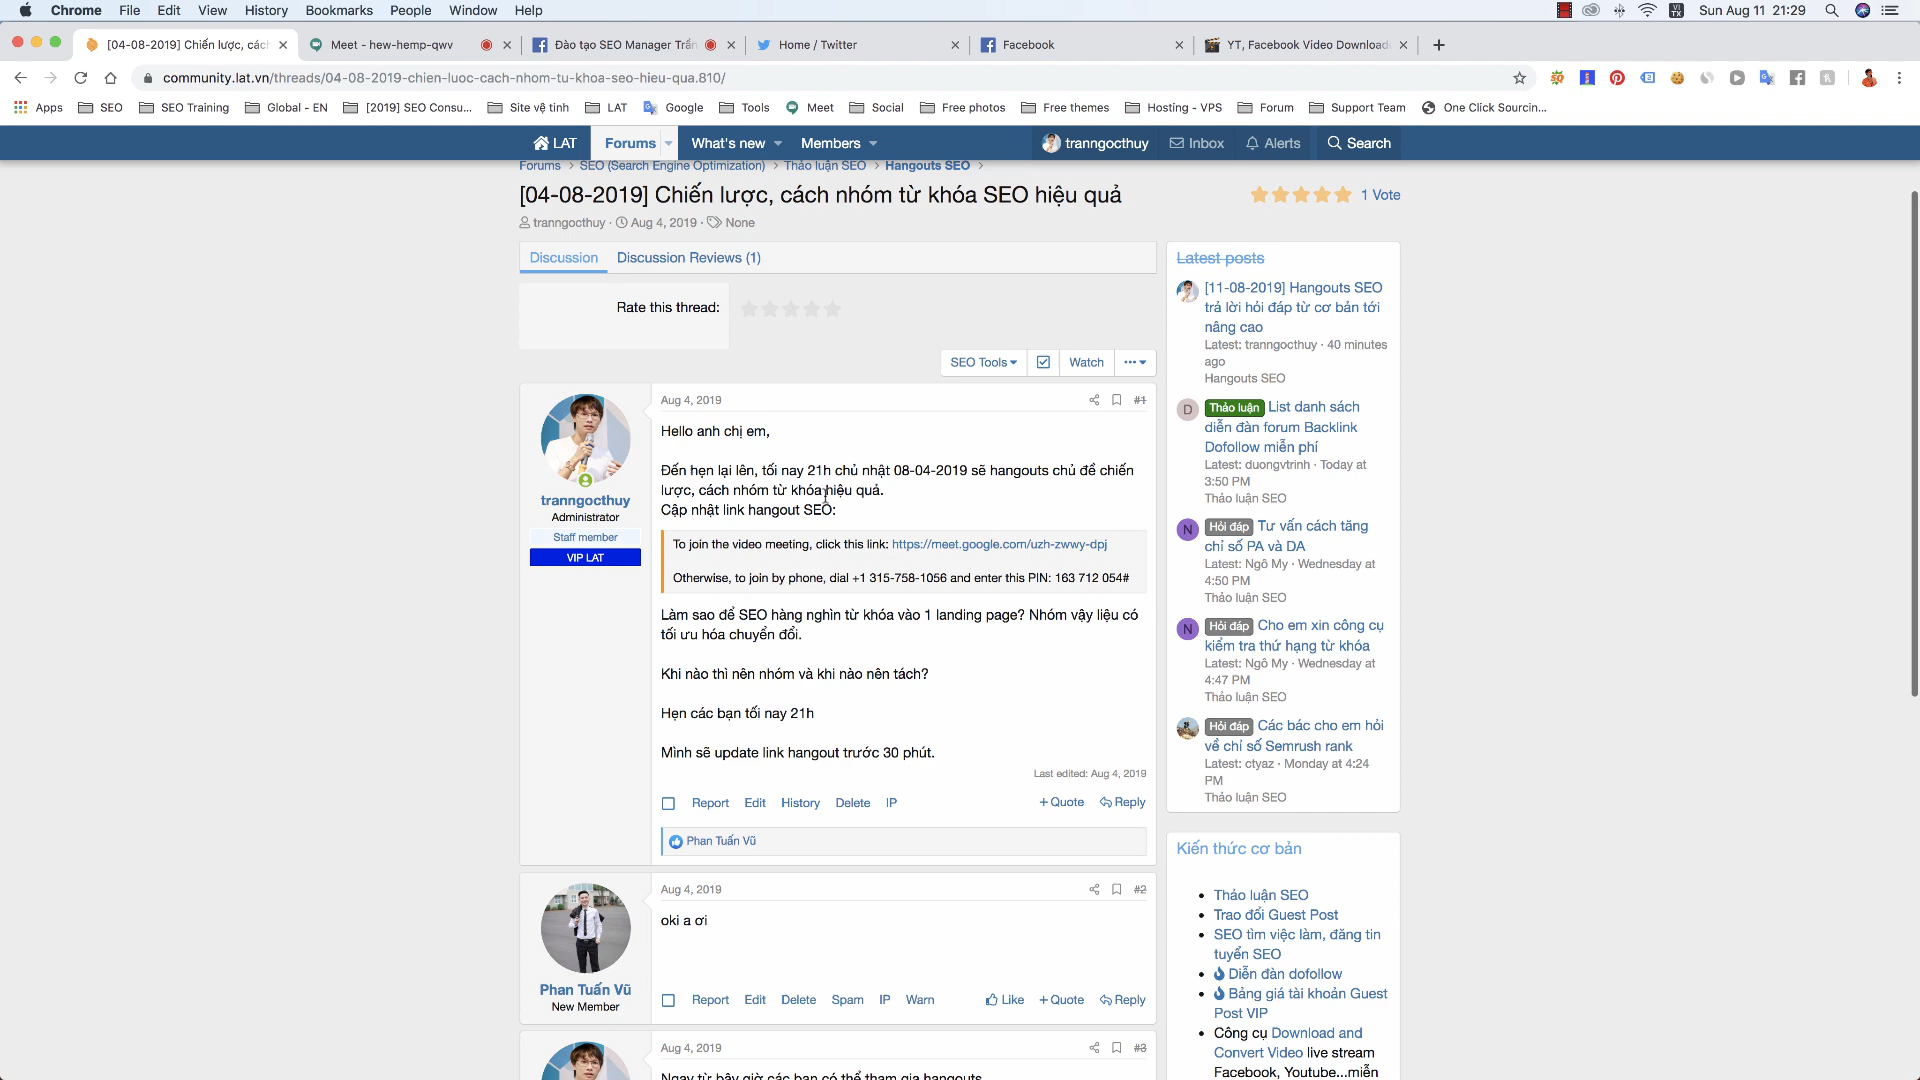 Chrome File Edit View History Bookmarks People Window Help Sun Aug 11 21:29
[04-08-2019] Chiến lược, các Meet - hew-hemp-qwv Đào tạo SEO Manager Trần Home / Twitter Facebook YT, Facebook Video Download
community.lat.vn/threads/04-08-2019-chien-luoc-cach-nhom-tu-khoa-seo-hieu-qua.810/
Apps SEO SEO Training Global - EN [2019] SEO Consu... Site vệ tinh LAT Google Tools Meet Social Free photos Free themes Hosting - VPS Forum Support Team One Click Sourcin...
LAT Forums What's new Members tranngocthuy Inbox Alerts Search
Forums > SEO (Search Engine Optimization) > Thảo luận SEO > Hangouts SEO >
[04-08-2019] Chiến lược, cách nhóm từ khóa SEO hiệu quả
1 Vote
tranngocthuy · Aug 4, 2019 · None
Discussion Discussion Reviews (1)
Rate this thread:
SEO Tools Watch
Aug 4, 2019 #1
tranngocthuy
Administrator
Staff member
VIP LAT
Hello anh chị em,
Đến hẹn lại lên, tối nay 21h chủ nhật 08-04-2019 sẽ hangouts chủ đề chiến
lược, cách nhóm từ khóa hiệu quả.
Cập nhật link hangout SEO:
To join the video meeting, click this link: https://meet.google.com/uzh-zwwy-dpj
Otherwise, to join by phone, dial +1 315-758-1056 and enter this PIN: 163 712 054#
Làm sao để SEO hàng nghìn từ khóa vào 1 landing page? Nhóm vậy liệu có
tối ưu hóa chuyển đổi.
Khi nào thì nên nhóm và khi nào nên tách?
Hẹn các bạn tối nay 21h
Mình sẽ update link hangout trước 30 phút.
Last edited: Aug 4, 2019
Report Edit History Delete IP + Quote Reply
Phan Tuấn Vũ
Aug 4, 2019 #2
oki a ơi
Phan Tuấn Vũ
New Member
Report Edit Delete Spam IP Warn Like + Quote Reply
Aug 4, 2019 #3
Ngay từ bây giờ các bạn có thể tham gia hangouts
Latest posts
[11-08-2019] Hangouts SEO
trả lời hỏi đáp từ cơ bản tới
nâng cao
Latest: tranngocthuy · 40 minutes
ago
Hangouts SEO
D Thảo luận List danh sách
diễn đàn forum Backlink
Dofollow miễn phí
Latest: duongvtrinh · Today at
3:50 PM
Thảo luận SEO
N Hỏi đáp Tư vấn cách tăng
chỉ số PA và DA
Latest: Ngô My · Wednesday at
4:50 PM
Thảo luận SEO
N Hỏi đáp Cho em xin công cụ
kiểm tra thứ hạng từ khóa
Latest: Ngô My · Wednesday at
4:47 PM
Thảo luận SEO
Hỏi đáp Các bác cho em hỏi
về chỉ số Semrush rank
Latest: ctyaz · Monday at 4:24
PM
Thảo luận SEO
Kiến thức cơ bản
Thảo luận SEO
Trao đổi Guest Post
SEO tìm việc làm, đăng tin
tuyển SEO
Diễn đàn dofollow
Bảng giá tài khoản Guest
Post VIP
Công cụ Download and
Convert Video live stream
Facebook, Youtube...miễn